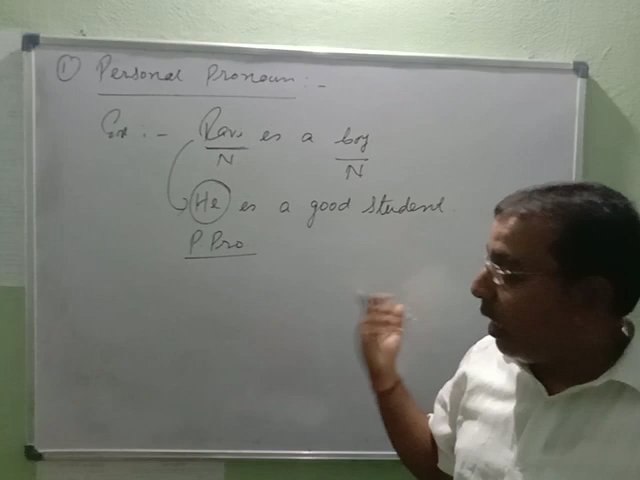 ① Personal Pronoun :-
Ex :- Ravi is a boy
N N
He is a good student.
P Pro